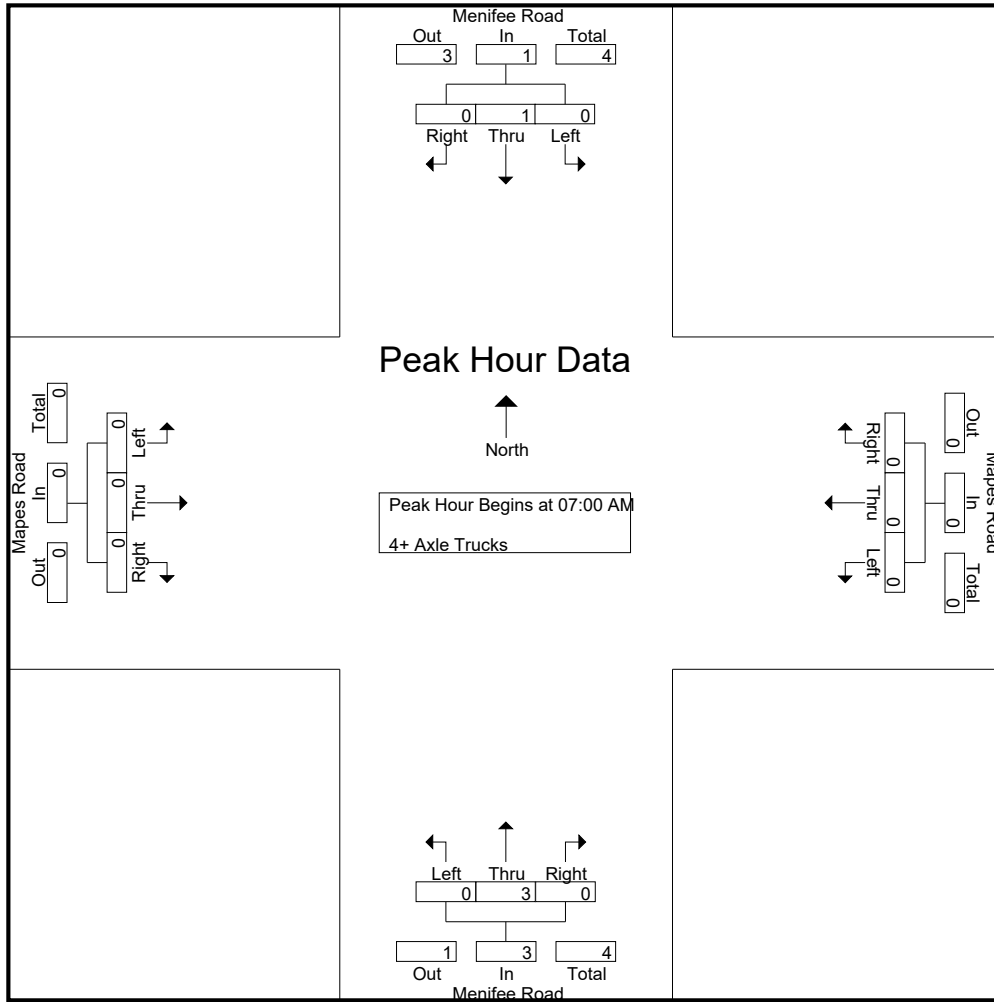 Menifee Road
Out In Total
3 1 4
0 1 0
Right Thru Left
Peak Hour Data
North
Peak Hour Begins at 07:00 AM
4+ Axle Trucks
Mapes Road
Out In Total
0 0 0
0 0 0
Left Thru Right
Right Thru Left
0 0 0
0 0 0
Out In Total
Mapes Road
Left Thru Right
0 3 0
1 3 4
Out In Total
Menifee Road